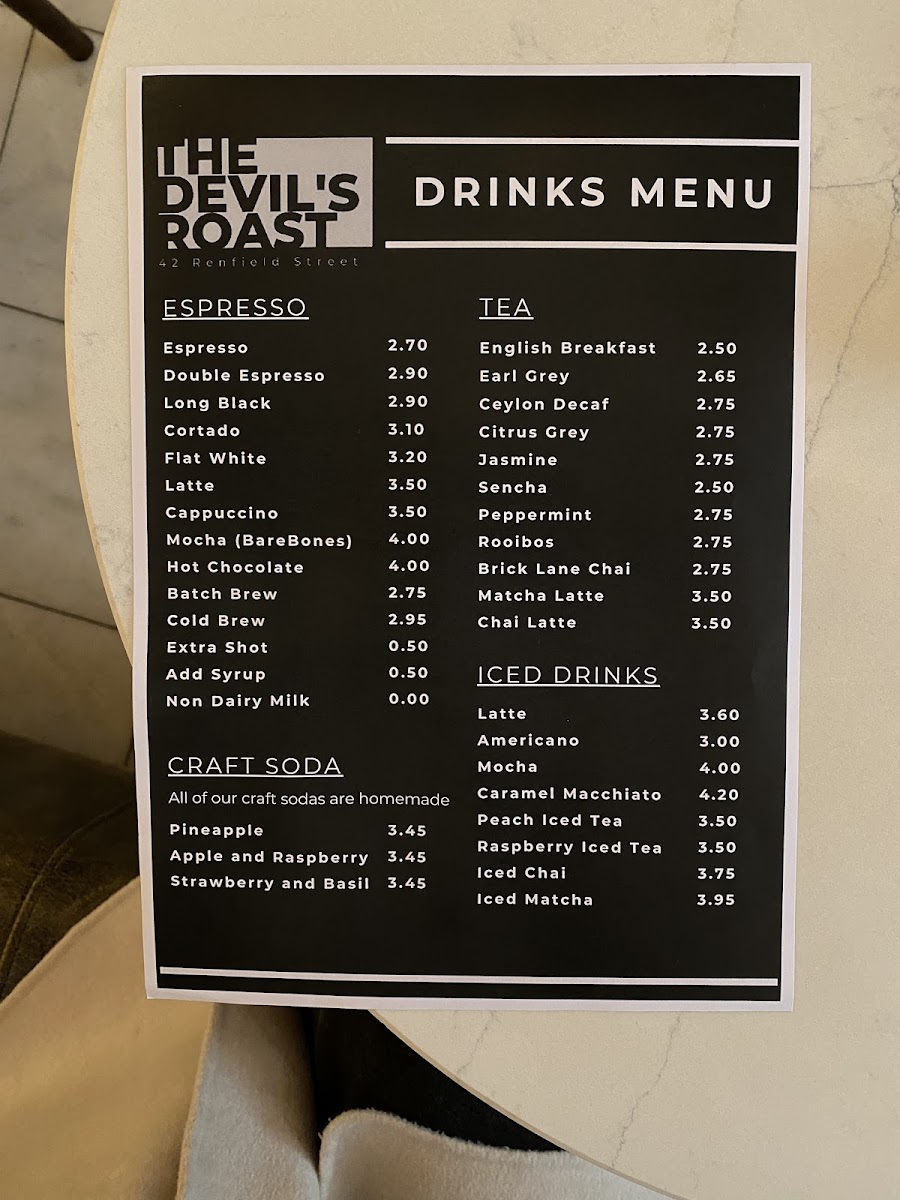 THE
DEVIL'S
ROAST
42 Renfield Street
DRINKS MENU
ESPRESSO
Espresso 2.70
Double Espresso 2.90
Long Black 2.90
Cortado 3.10
Flat White 3.20
Latte 3.50
Cappuccino 3.50
Mocha (BareBones) 4.00
Hot Chocolate 4.00
Batch Brew 2.75
Cold Brew 2.95
Extra Shot 0.50
Add Syrup 0.50
Non Dairy Milk 0.00
CRAFT SODA
All of our craft sodas are homemade
Pineapple 3.45
Apple and Raspberry 3.45
Strawberry and Basil 3.45
TEA
English Breakfast 2.50
Earl Grey 2.65
Ceylon Decaf 2.75
Citrus Grey 2.75
Jasmine 2.75
Sencha 2.50
Peppermint 2.75
Rooibos 2.75
Brick Lane Chai 2.75
Matcha Latte 3.50
Chai Latte 3.50
ICED DRINKS
Latte 3.60
Americano 3.00
Mocha 4.00
Caramel Macchiato 4.20
Peach Iced Tea 3.50
Raspberry Iced Tea 3.50
Iced Chai 3.75
Iced Matcha 3.95